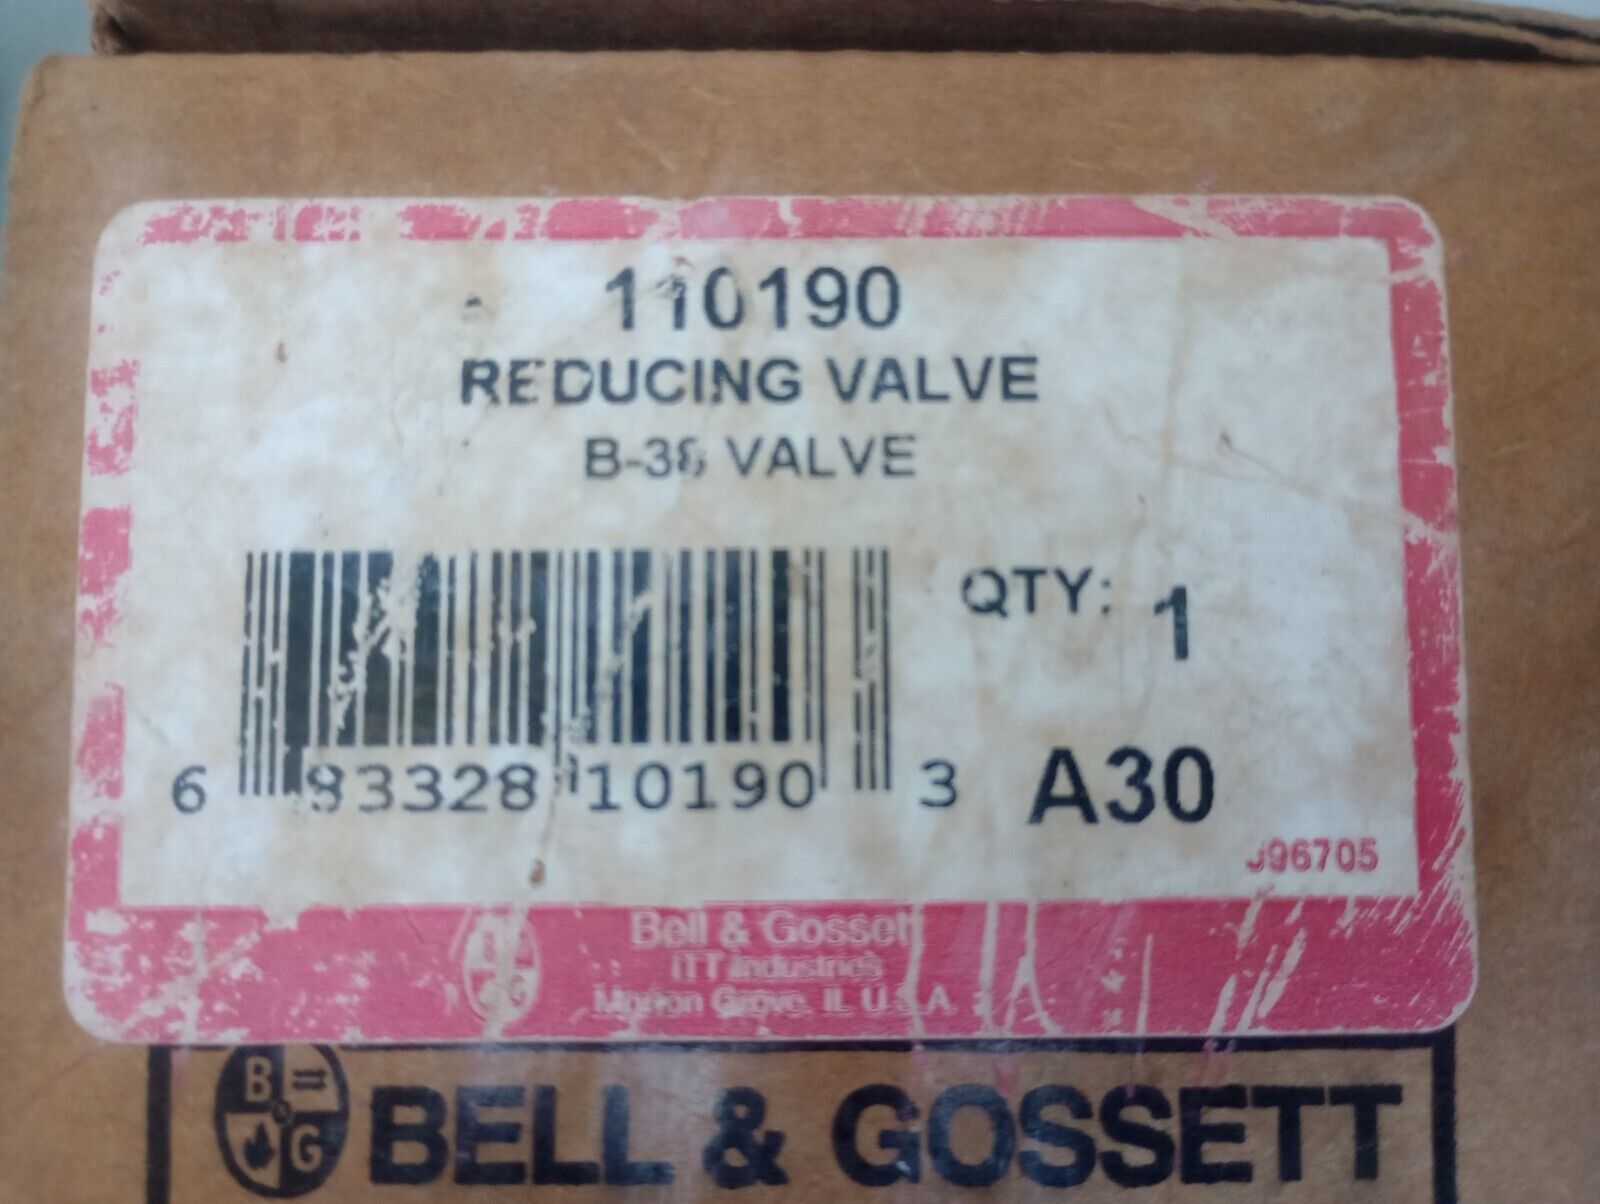 110190
REDUCING VALVE
B-38 VALVE
QTY: 1
6 83328 10190 3
A30
J96705
Bell & Gossett
ITT Industries
Morton Grove, IL U.S.A.
B & G
BELL & GOSSETT